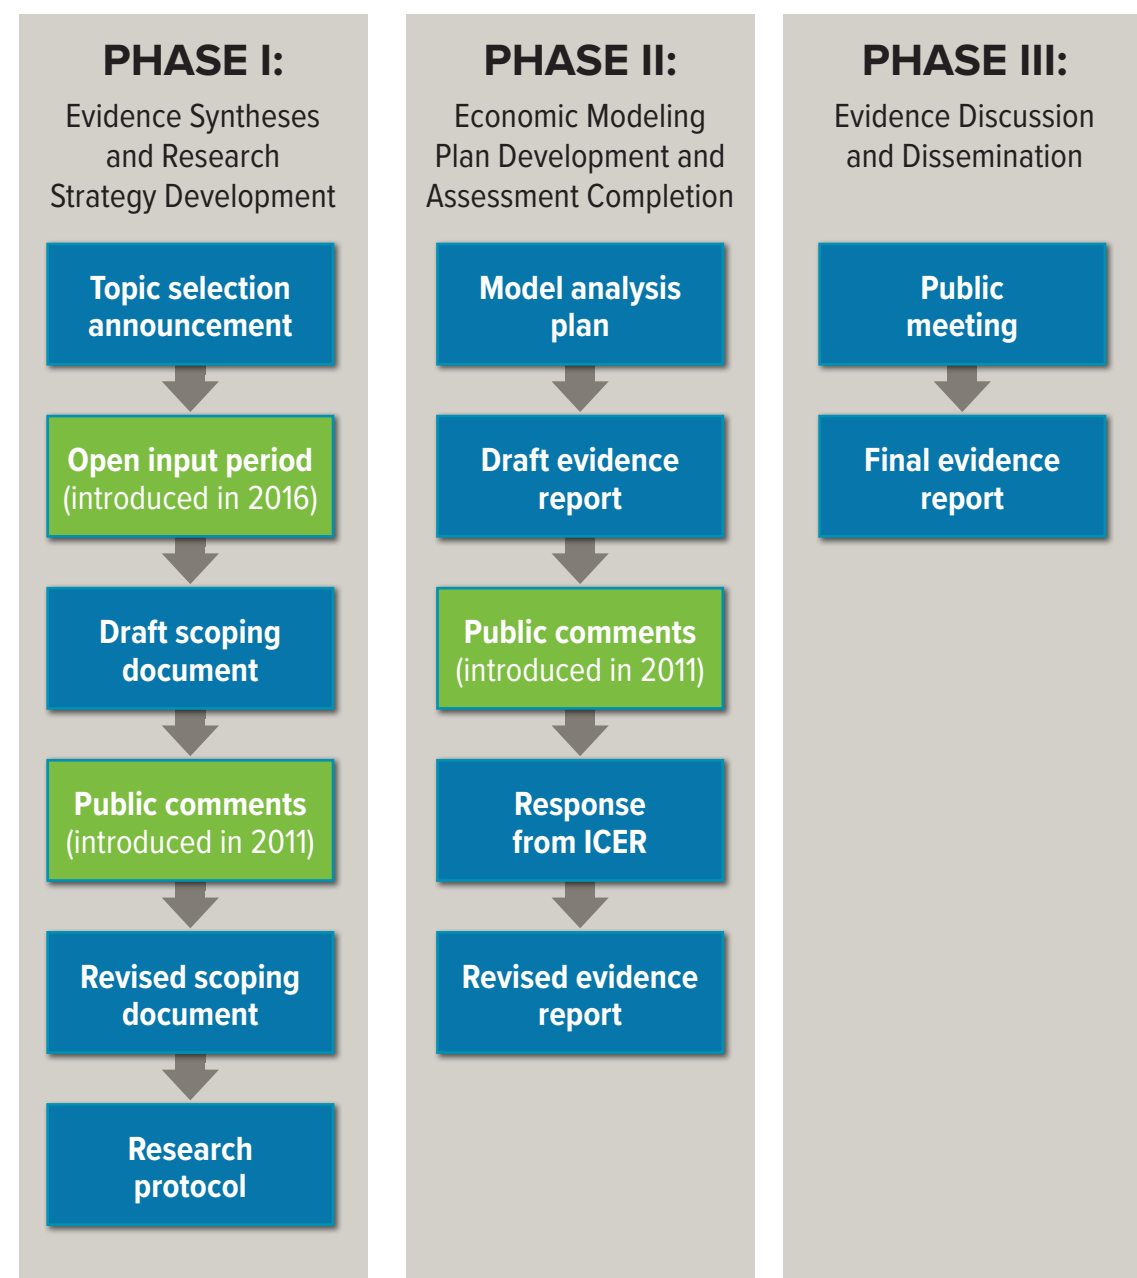 PHASE I:
Evidence Syntheses
and Research
Strategy Development
Topic selection
announcement
Open input period
(introduced in 2016)
Draft scoping
document
Public comments
(introduced in 2011)
Revised scoping
document
Research
protocol
PHASE II:
Economic Modeling
Plan Development and
Assessment Completion
Model analysis
plan
Draft evidence
report
Public comments
(introduced in 2011)
Response
from ICER
Revised evidence
report
PHASE III:
Evidence Discussion
and Dissemination
Public
meeting
Final evidence
report